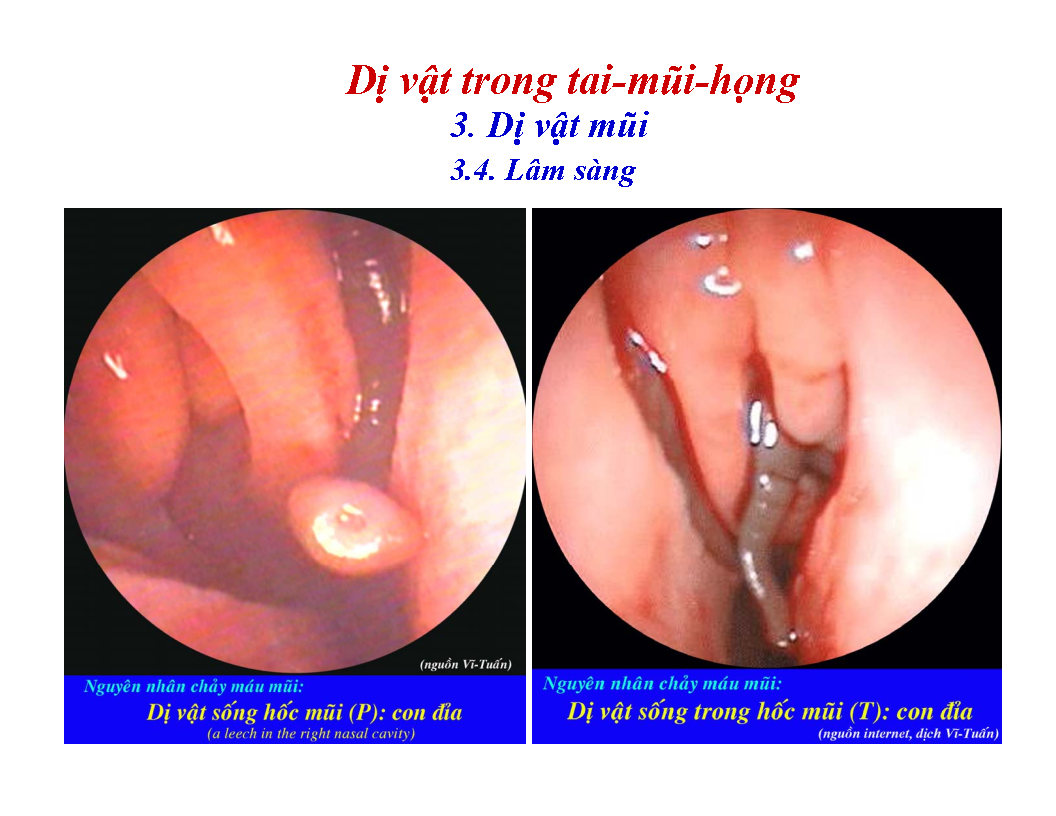 Dị vật trong tai-mũi-họng
3. Dị vật mũi
3.4. Lâm sàng
(nguồn Vĩ-Tuấn)
Nguyên nhân chảy máu mũi:
Dị vật sống hốc mũi (P): con đỉa
(a leech in the right nasal cavity)
Nguyên nhân chảy máu mũi:
Dị vật sống trong hốc mũi (T): con đỉa
(nguồn internet, dịch Vĩ-Tuấn)